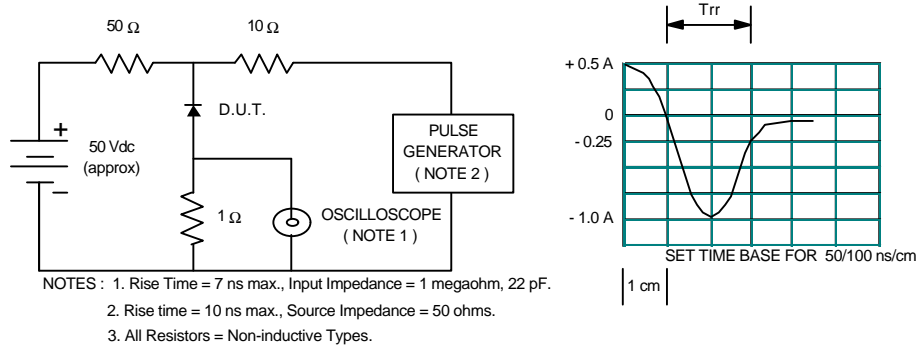 50 Ω
10 Ω
Trr
+ 0.5 A
D.U.T.
+
50 Vdc
(approx)
−
PULSE
GENERATOR
( NOTE 2 )
0
- 0.25
1 Ω
OSCILLOSCOPE
( NOTE 1 )
- 1.0 A
SET TIME BASE FOR 50/100 ns/cm
1 cm
NOTES : 1. Rise Time = 7 ns max., Input Impedance = 1 megaohm, 22 pF.
2. Rise time = 10 ns max., Source Impedance = 50 ohms.
3. All Resistors = Non-inductive Types.